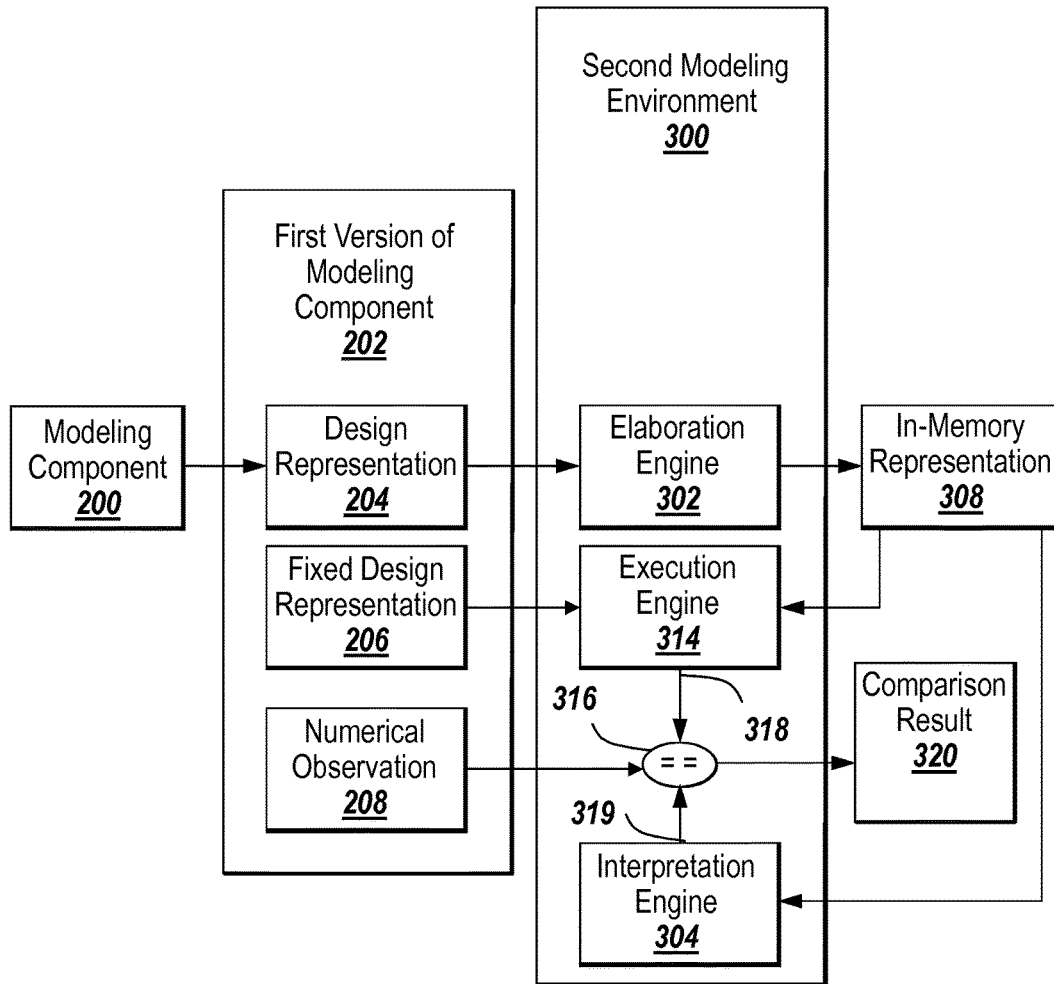 Second Modeling
Environment
300
First Version of
Modeling
Component
202
Modeling
Component
200
Design
Representation
204
Elaboration
Engine
302
In-Memory
Representation
308
Fixed Design
Representation
206
Execution
Engine
314
316
318
Comparison
Result
320
Numerical
Observation
208
= =
319
Interpretation
Engine
304